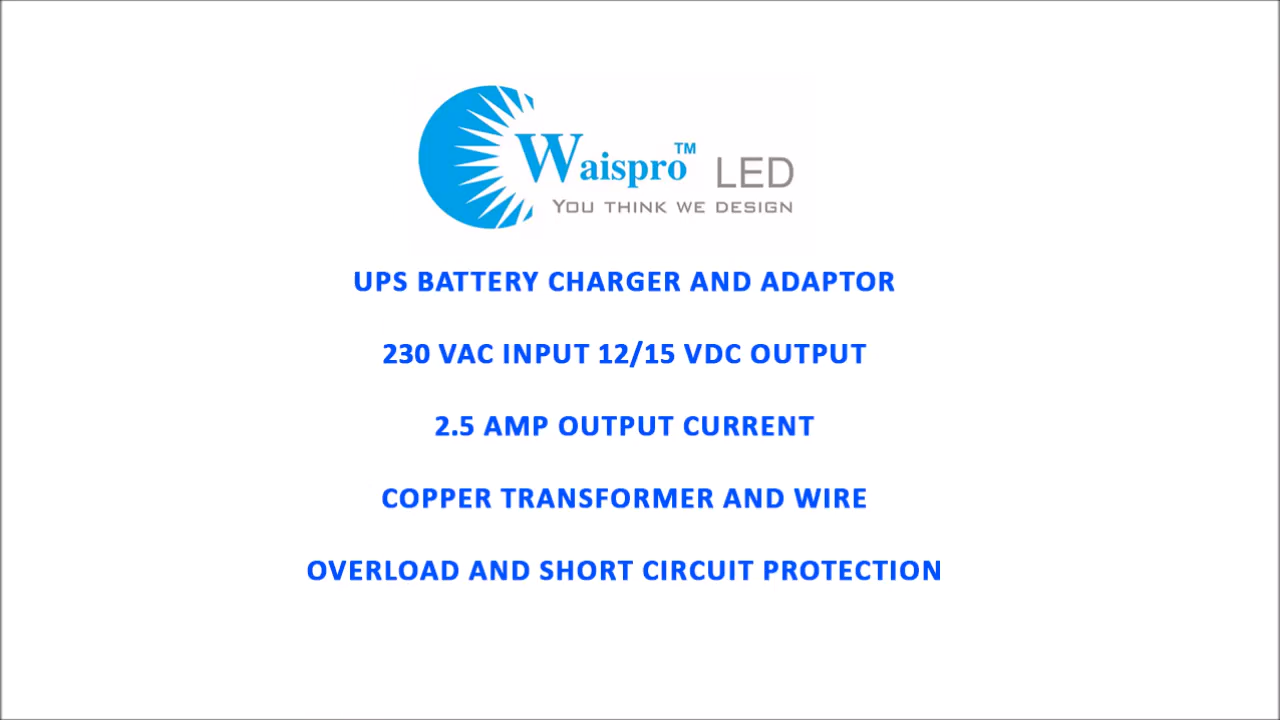 Waispro™ LED
YOU THINK WE DESIGN
UPS BATTERY CHARGER AND ADAPTOR
230 VAC INPUT 12/15 VDC OUTPUT
2.5 AMP OUTPUT CURRENT
COPPER TRANSFORMER AND WIRE
OVERLOAD AND SHORT CIRCUIT PROTECTION